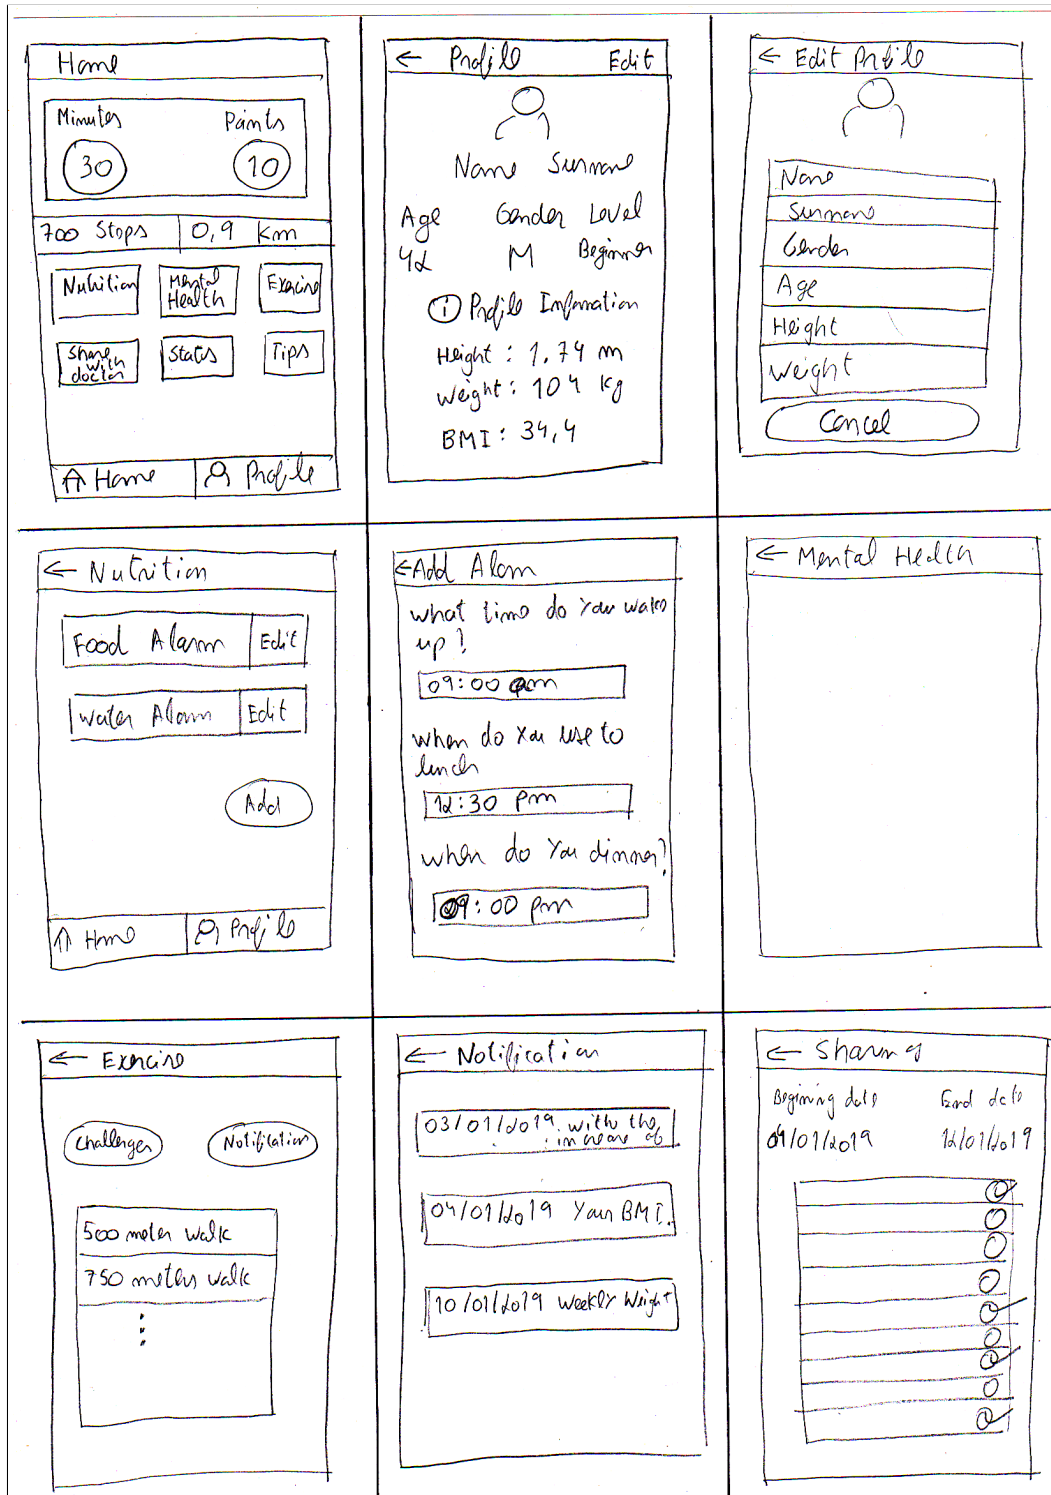 Home
Minutes Points
30 10
700 Steps 0,9 Km
Nutrition Mental Health Exercise
Share with doctor Stats Tips
Home Profile
← Profile Edit
Name Surname
Age Gender Level
42 M Beginner
i Profile Information
Height : 1,74 m
Weight : 104 kg
BMI : 34,4
← Edit Profile
Name
Surname
Gender
Age
Height
Weight
Cancel
← Nutrition
Food Alarm Edit
Water Alarm Edit
Add
Home Profile
← Add Alarm
What time do you wake
up?
09:00 am
When do you use to
lunch
12:30 pm
When do you dinner?
09:00 pm
← Mental Health
← Exercise
Challenges Notification
500 meter walk
750 meters walk
← Notification
03/01/2019 with the
increase of
04/01/2019 Your BMI.
10/01/2019 Weekly Weight
← Sharing
Begining date End date
01/2019 12/01/2019